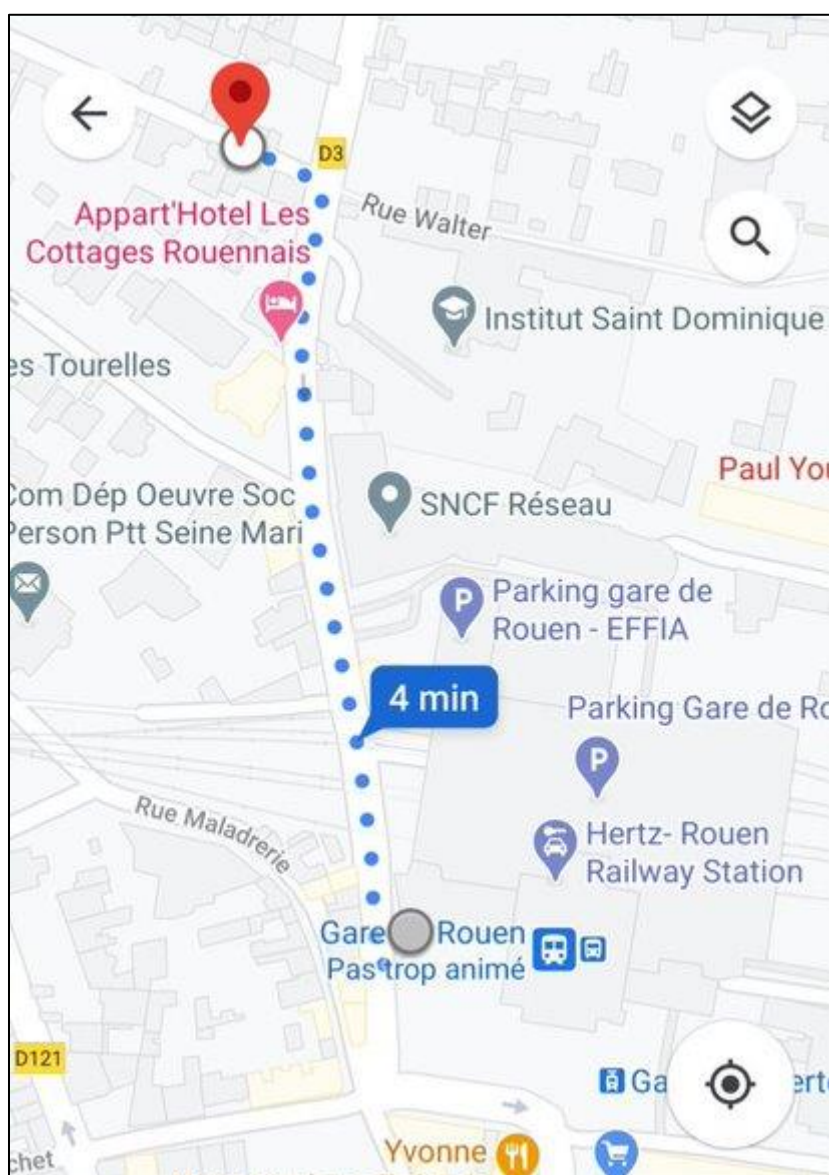 D3
Rue Walter
Appart'Hotel Les
Cottages Rouennais
Institut Saint Dominique
es Tourelles
Paul You
Com Dép Oeuvre Soc
Person Ptt Seine Mari
SNCF Réseau
P
Parking gare de
Rouen - EFFIA
4 min
Parking Gare de Ro
P
Rue Maladrerie
Hertz- Rouen
Railway Station
Gare Rouen
Pas trop animé
D121
Ga erte
chet
Yvonne